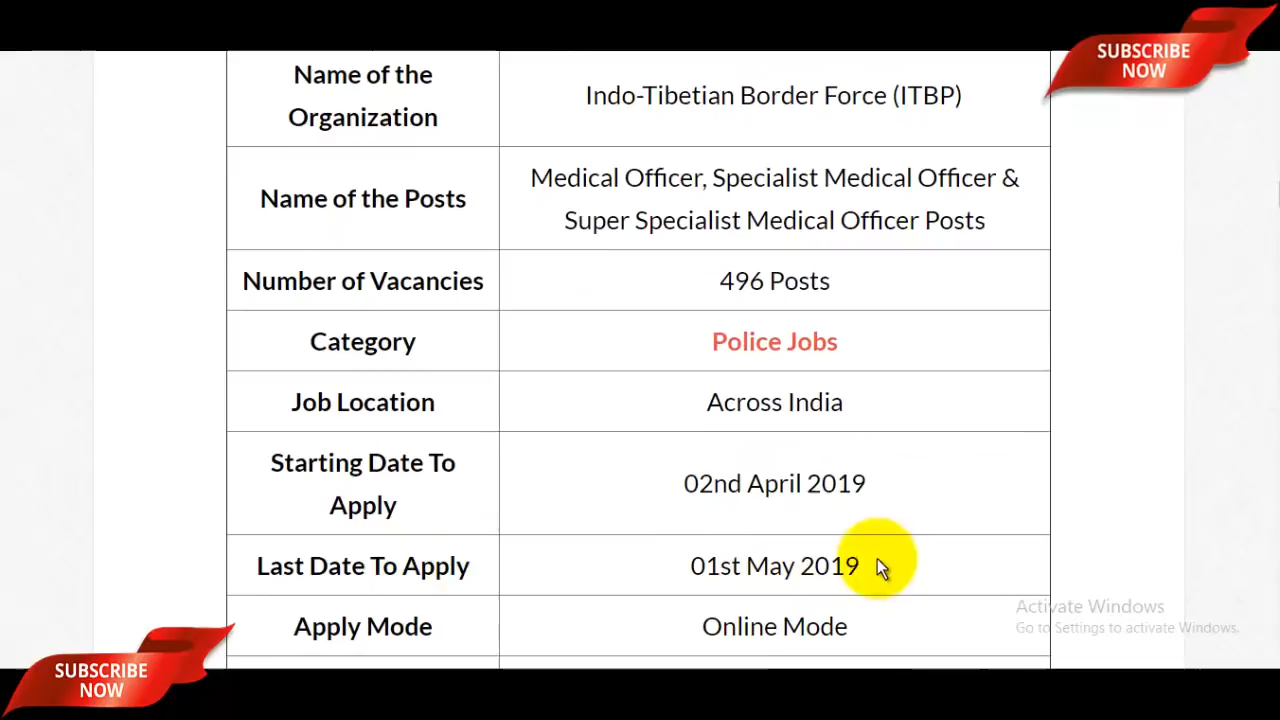 SUBSCRIBE
NOW
Name of the
Organization
Indo-Tibetian Border Force (ITBP)
Name of the Posts
Medical Officer, Specialist Medical Officer &
Super Specialist Medical Officer Posts
Number of Vacancies
496 Posts
Category
Police Jobs
Job Location
Across India
Starting Date To
Apply
02nd April 2019
Last Date To Apply
01st May 2019
Activate Windows
Go to Settings to activate Windows.
Apply Mode
Online Mode
SUBSCRIBE
NOW